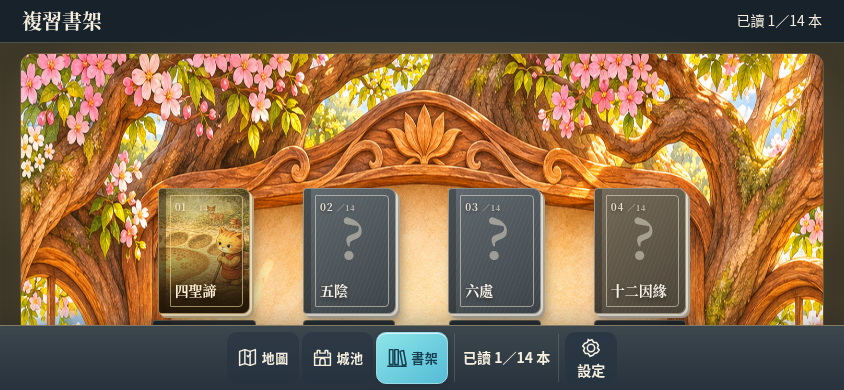 複習書架
已讀 1／14 本
01 ／14
四聖諦
02 ／14
五陰
03 ／14
六處
04 ／14
十二因緣
地圖
城池
書架
已讀 1／14 本
設定